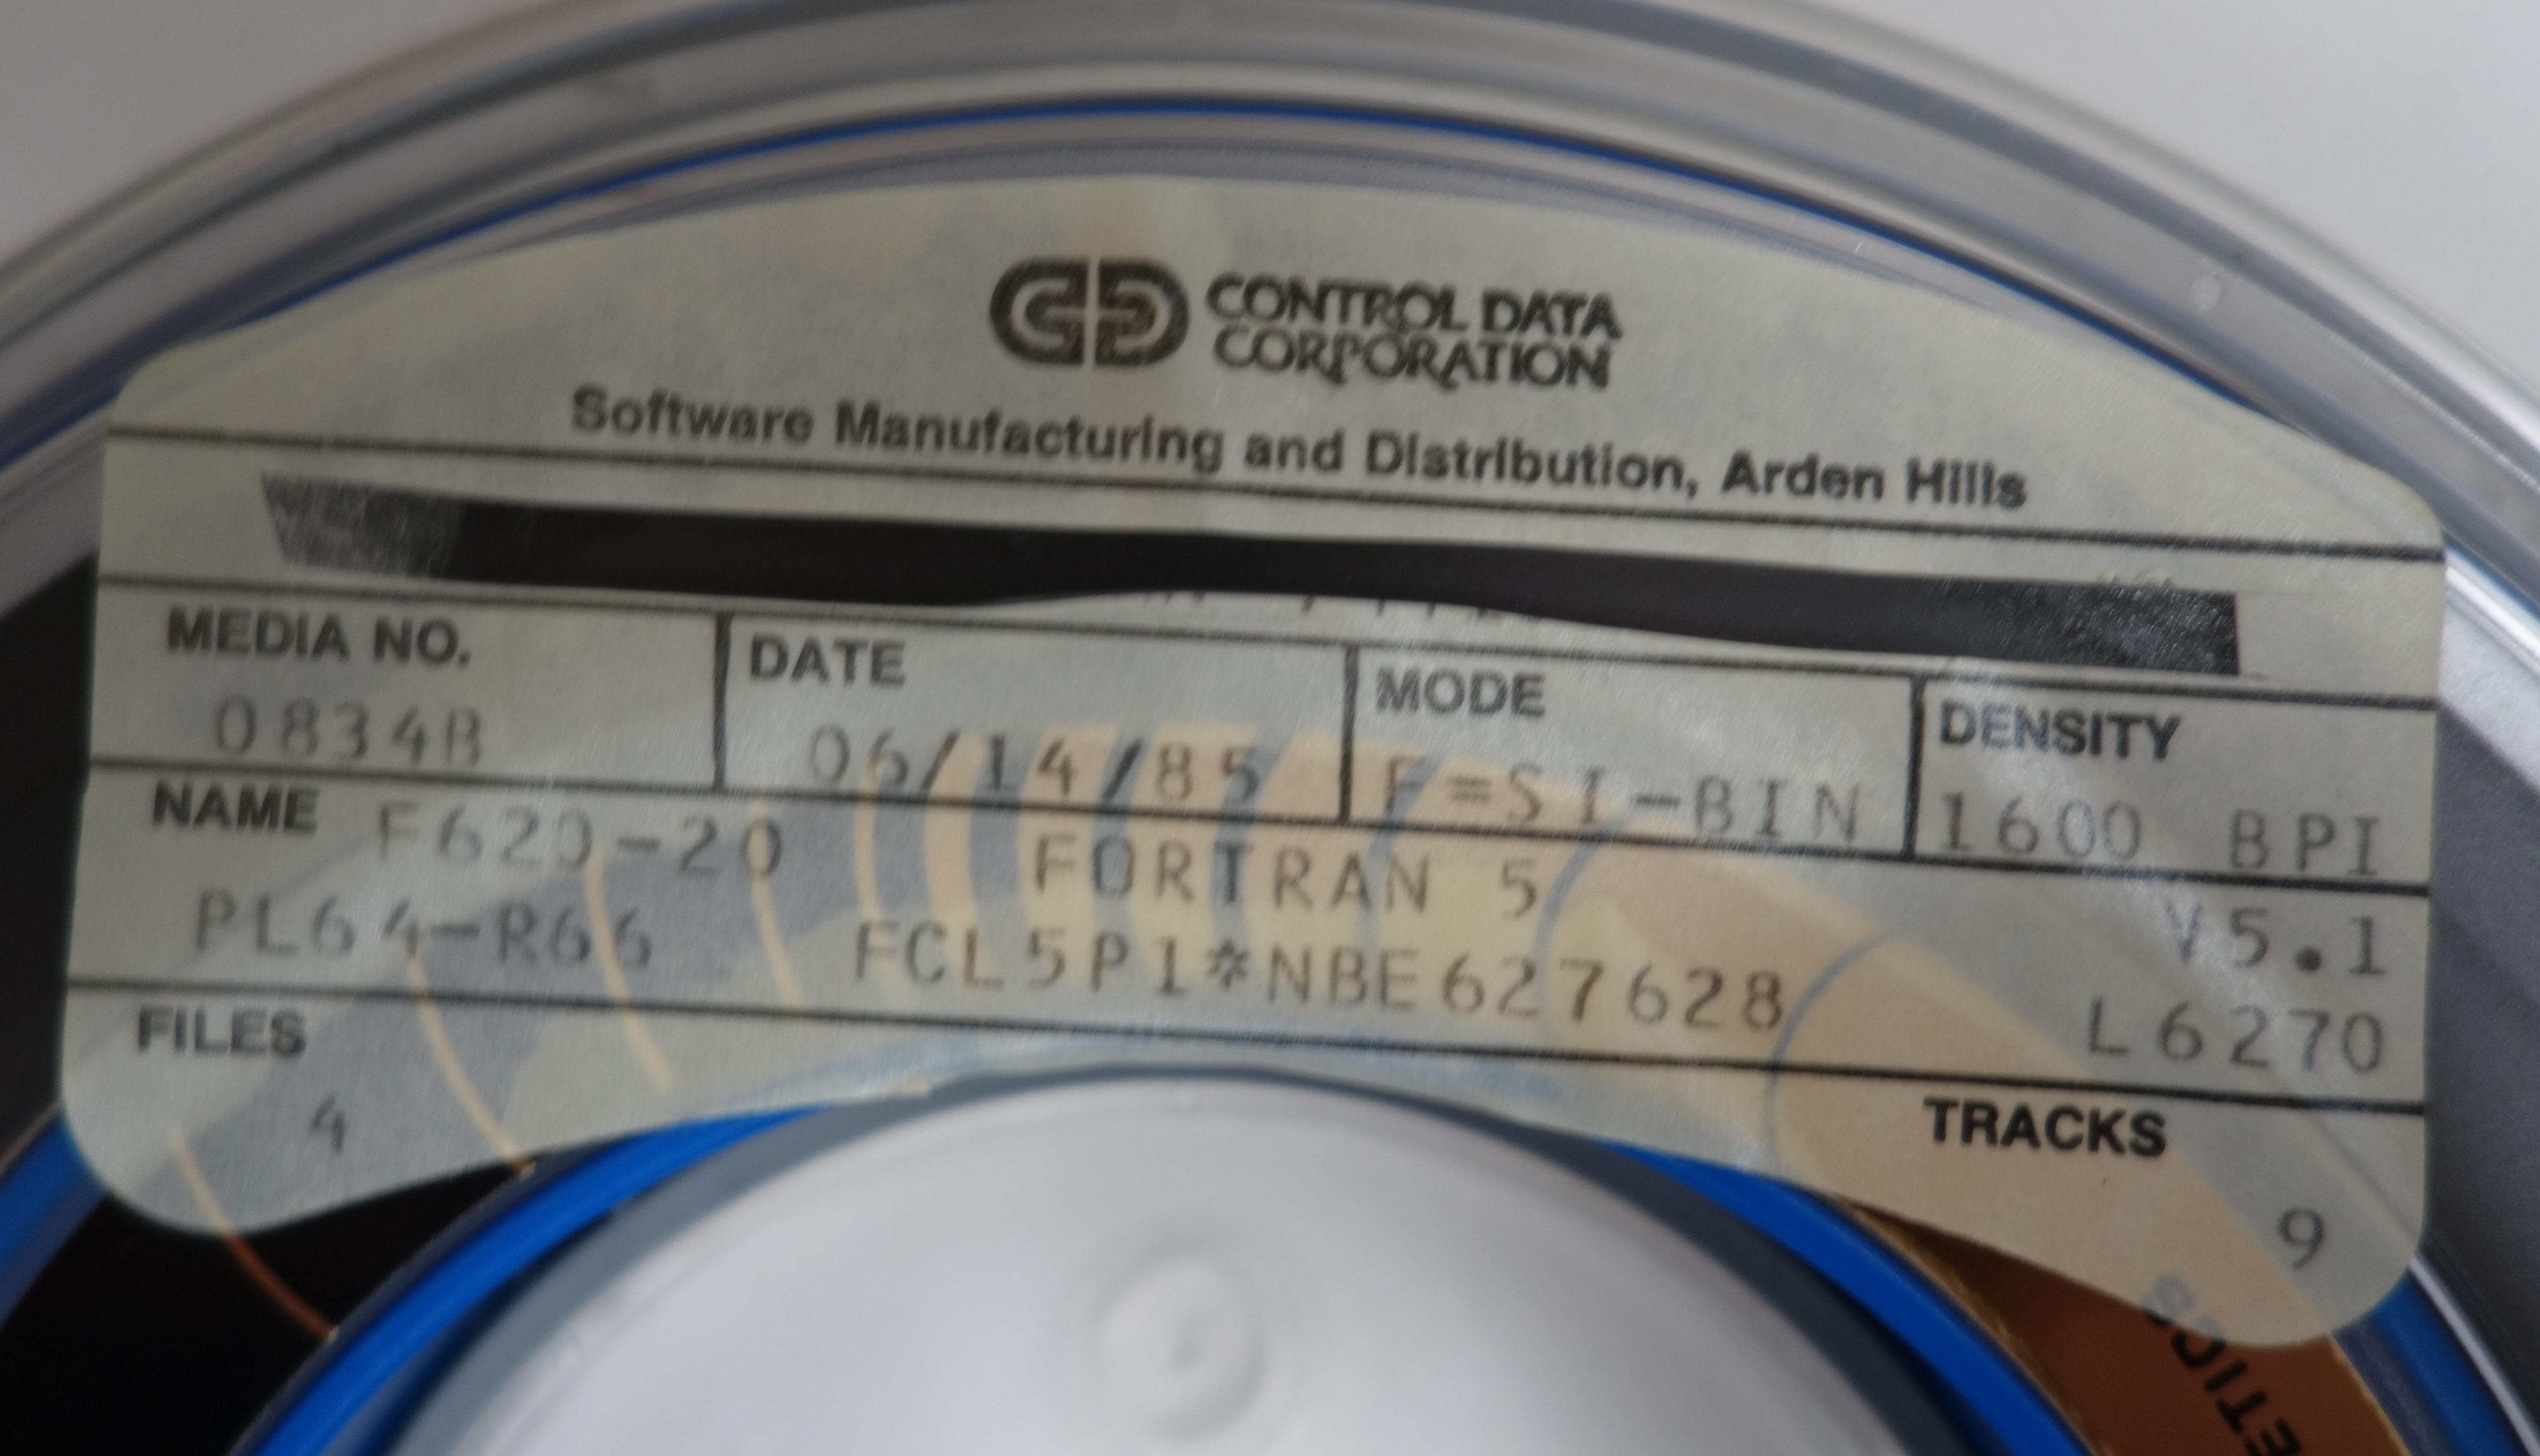 CONTROL DATA
CORPORATION
Software Manufacturing and Distribution, Arden Hills
MEDIA NO. DATE MODE DENSITY
0834B 06/14/85 F=SI-BIN 1600 BPI
NAME F620-20 FORTRAN 5 V5.1
PL64-R66 FCL5P1*NBE627628 L6270
FILES TRACKS
4 9